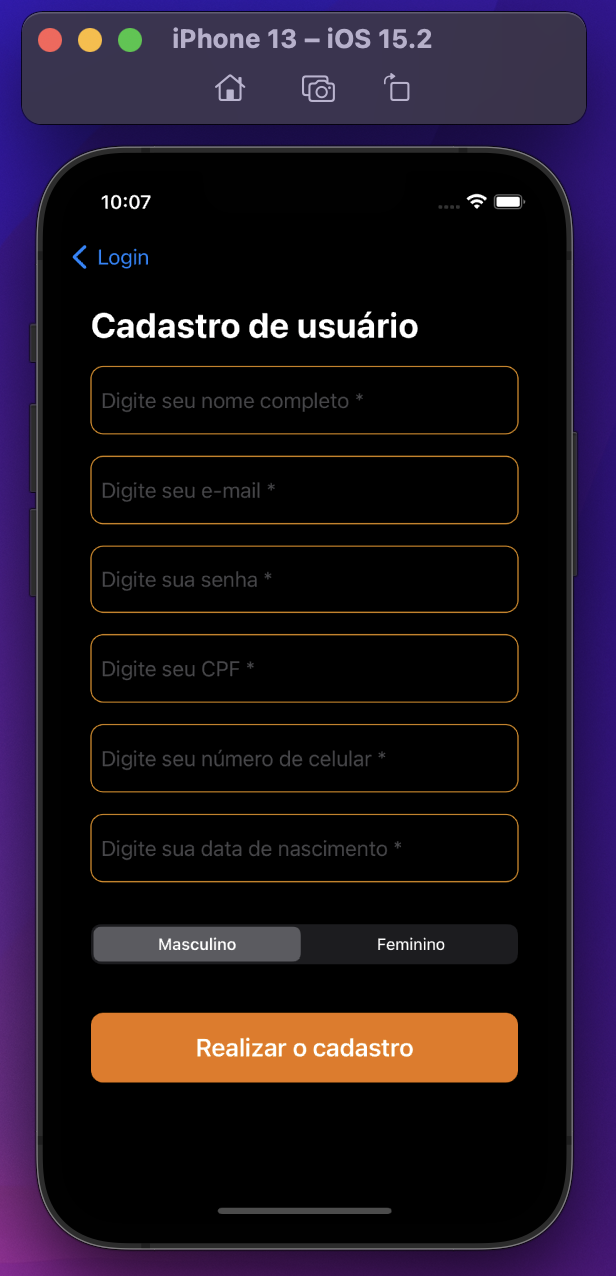 iPhone 13 – iOS 15.2
10:07
Login
Cadastro de usuário
Digite seu nome completo *
Digite seu e-mail *
Digite sua senha *
Digite seu CPF *
Digite seu número de celular *
Digite sua data de nascimento *
Masculino Feminino
Realizar o cadastro